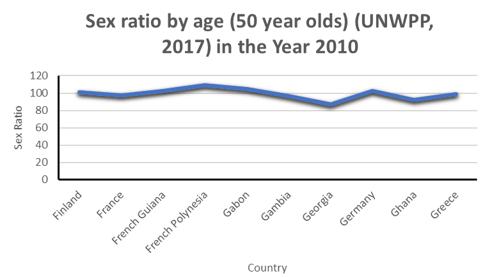 Sex ratio by age (50 year olds) (UNWPP,
2017) in the Year 2010
120
100
80
60
40
20
0
Sex Ratio
Finland
France
French Guiana
French Polynesia
Gabon
Gambia
Georgia
Germany
Ghana
Greece
Country